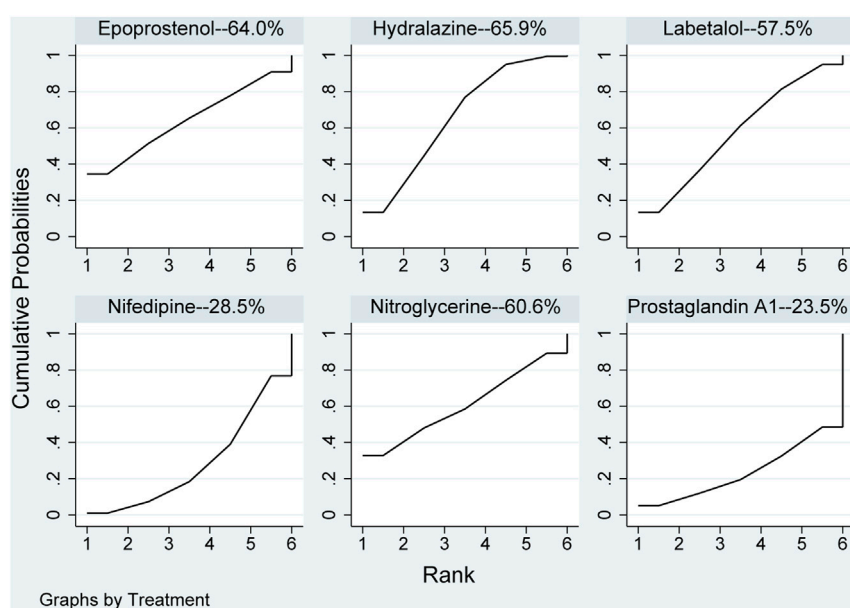 Epoprostenol--64.0%
Hydralazine--65.9%
Labetalol--57.5%
0 .2 .4 .6 .8 1
0 .2 .4 .6 .8 1
0 .2 .4 .6 .8 1
1 2 3 4 5 6
1 2 3 4 5 6
1 2 3 4 5 6
Cumulative Probabilities
Nifedipine--28.5%
Nitroglycerine--60.6%
Prostaglandin A1--23.5%
0 .2 .4 .6 .8 1
0 .2 .4 .6 .8 1
0 .2 .4 .6 .8 1
1 2 3 4 5 6
1 2 3 4 5 6
1 2 3 4 5 6
Rank
Graphs by Treatment